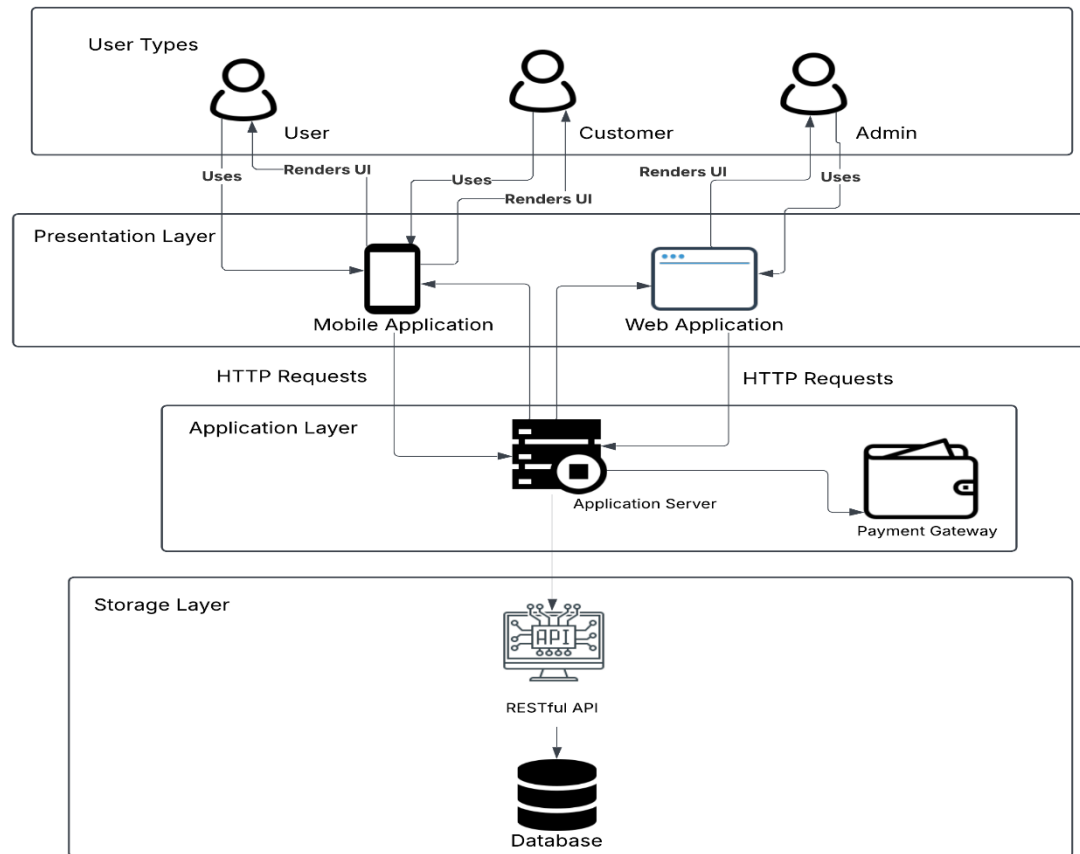 User Types
User
Customer
Admin
Uses
Renders UI
Uses
Renders UI
Renders UI
Uses
Presentation Layer
Mobile Application
Web Application
HTTP Requests
HTTP Requests
Application Layer
Application Server
Payment Gateway
Storage Layer
API
RESTful API
Database